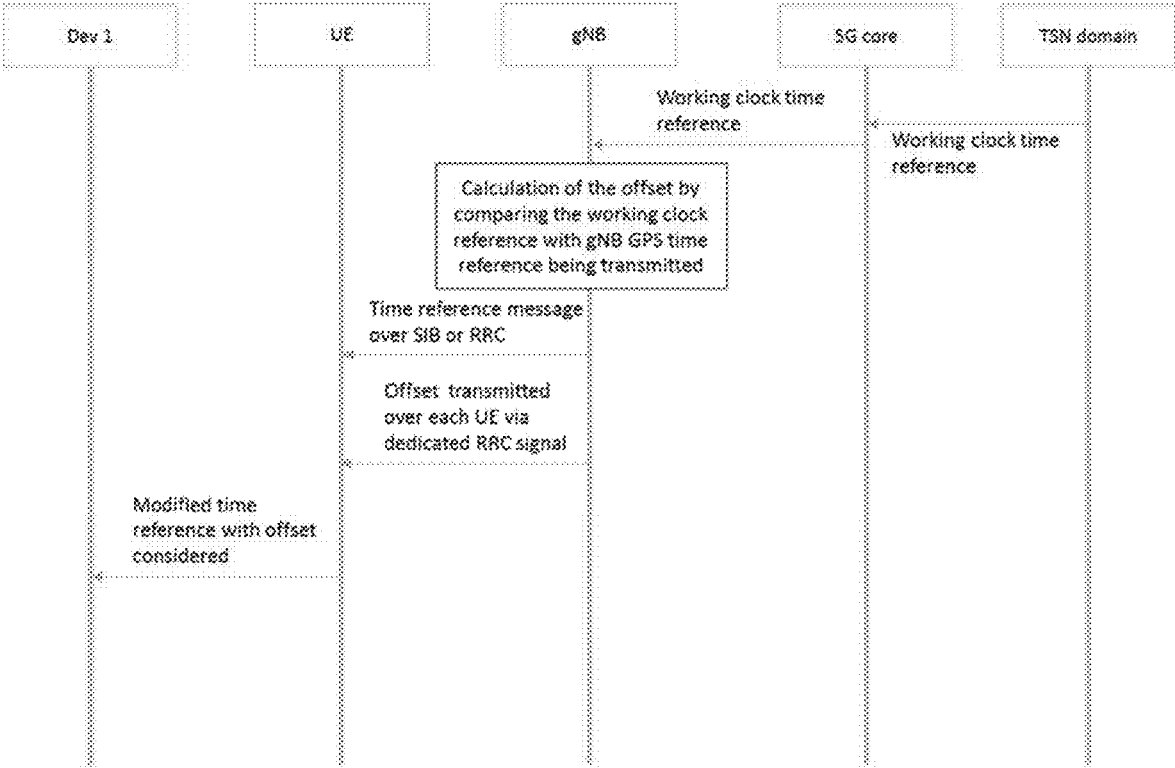 Dev 1
UE
gNB
5G core
TSN domain
Working clock time
reference
Working clock time
reference
Calculation of the offset by
comparing the working clock
reference with gNB GPS time
reference being transmitted
Time reference message
over SIB or RRC
Offset transmitted
over each UE via
dedicated RRC signal
Modified time
reference with offset
considered